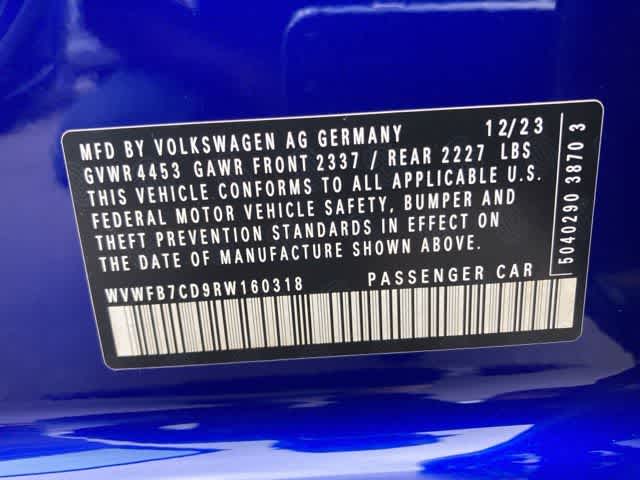 MFD BY VOLKSWAGEN AG GERMANY 12/23
GVWR 4453 GAWR FRONT 2337 / REAR 2227 LBS
THIS VEHICLE CONFORMS TO ALL APPLICABLE U.S.
FEDERAL MOTOR VEHICLE SAFETY, BUMPER AND
THEFT PREVENTION STANDARDS IN EFFECT ON
THE DATE OF MANUFACTURE SHOWN ABOVE.
WVWFB7CD9RW160318 PASSENGER CAR
5040290 3870 3